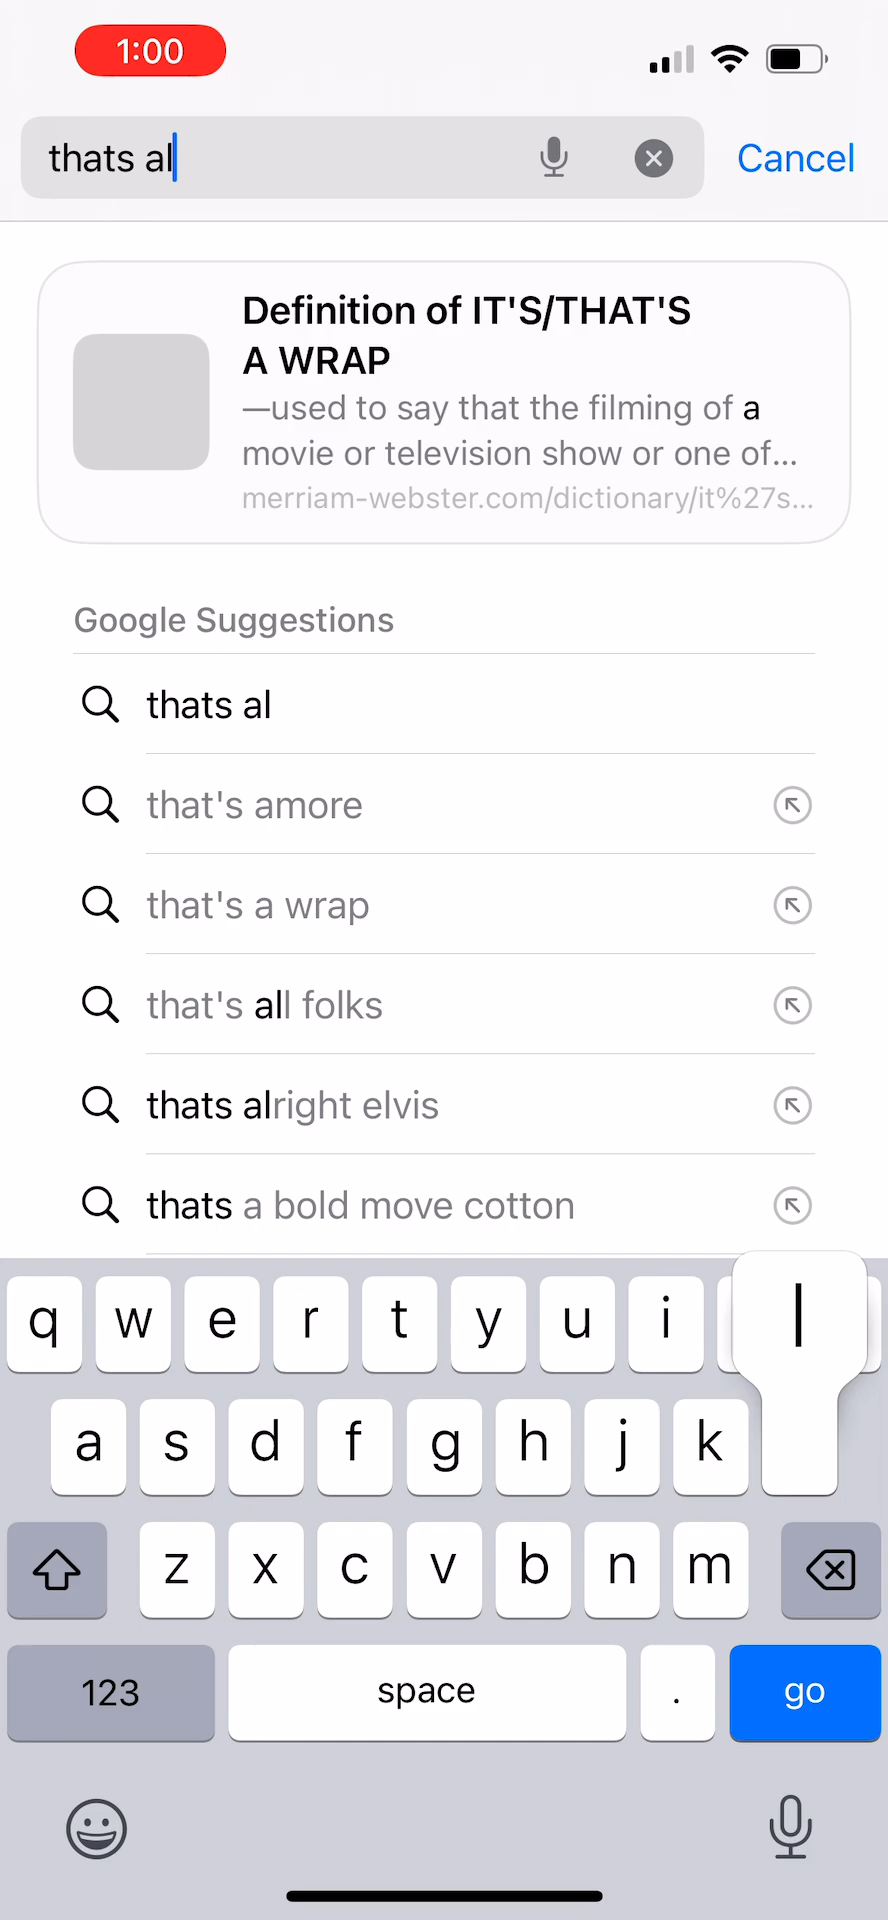 1:00
thats al
Cancel
Definition of IT'S/THAT'S
A WRAP
—used to say that the filming of a
movie or television show or one of...
merriam-webster.com/dictionary/it%27s...
Google Suggestions
thats al
that's amore
that's a wrap
that's all folks
thats alright elvis
thats a bold move cotton
q w e r t y u i l
a s d f g h j k
z x c v b n m
123 space . go